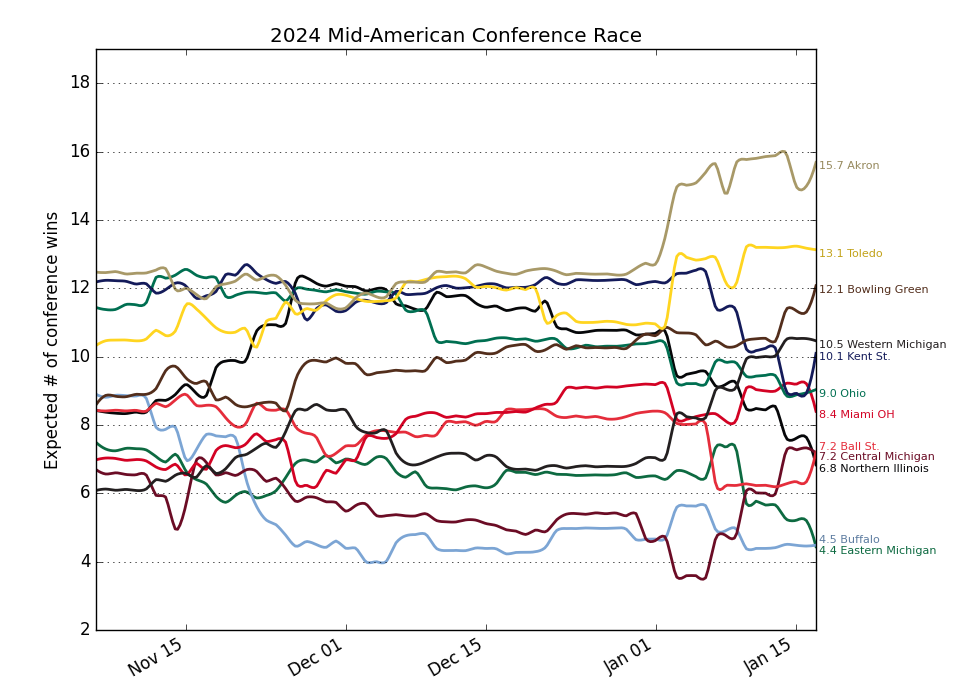 2024 Mid-American Conference Race
Expected # of conference wins
18
16
14
12
10
8
6
4
2
Nov 15
Dec 01
Dec 15
Jan 01
Jan 15
15.7 Akron
13.1 Toledo
12.1 Bowling Green
10.5 Western Michigan
10.1 Kent St.
9.0 Ohio
8.4 Miami OH
7.2 Ball St.
7.2 Central Michigan
6.8 Northern Illinois
4.5 Buffalo
4.4 Eastern Michigan